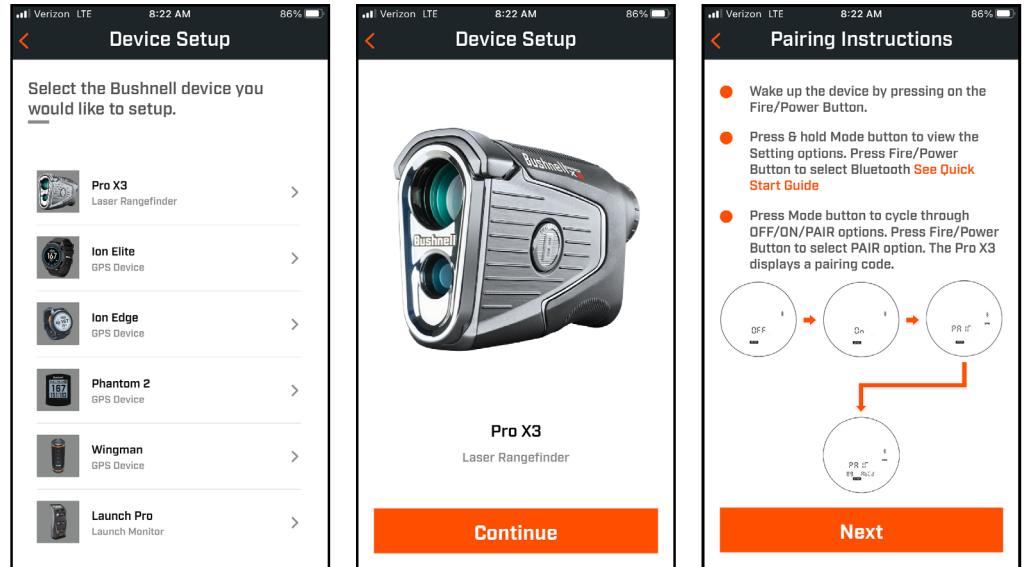 Verizon LTE 8:22 AM 86%
Device Setup
Select the Bushnell device you
would like to setup.
Pro X3
Laser Rangefinder
Ion Elite
GPS Device
Ion Edge
GPS Device
Phantom 2
GPS Device
Wingman
GPS Device
Launch Pro
Launch Monitor
Verizon LTE 8:22 AM 86%
Device Setup
Bushnell
Bushnell
Pro X3
Laser Rangefinder
Continue
Verizon LTE 8:22 AM 86%
Pairing Instructions
Wake up the device by pressing on the
Fire/Power Button.
Press & hold Mode button to view the
Setting options. Press Fire/Power
Button to select Bluetooth See Quick
Start Guide
Press Mode button to cycle through
OFF/ON/PAIR options. Press Fire/Power
Button to select PAIR option. The Pro X3
displays a pairing code.
OFF
On
PAIr
PAIr
Next